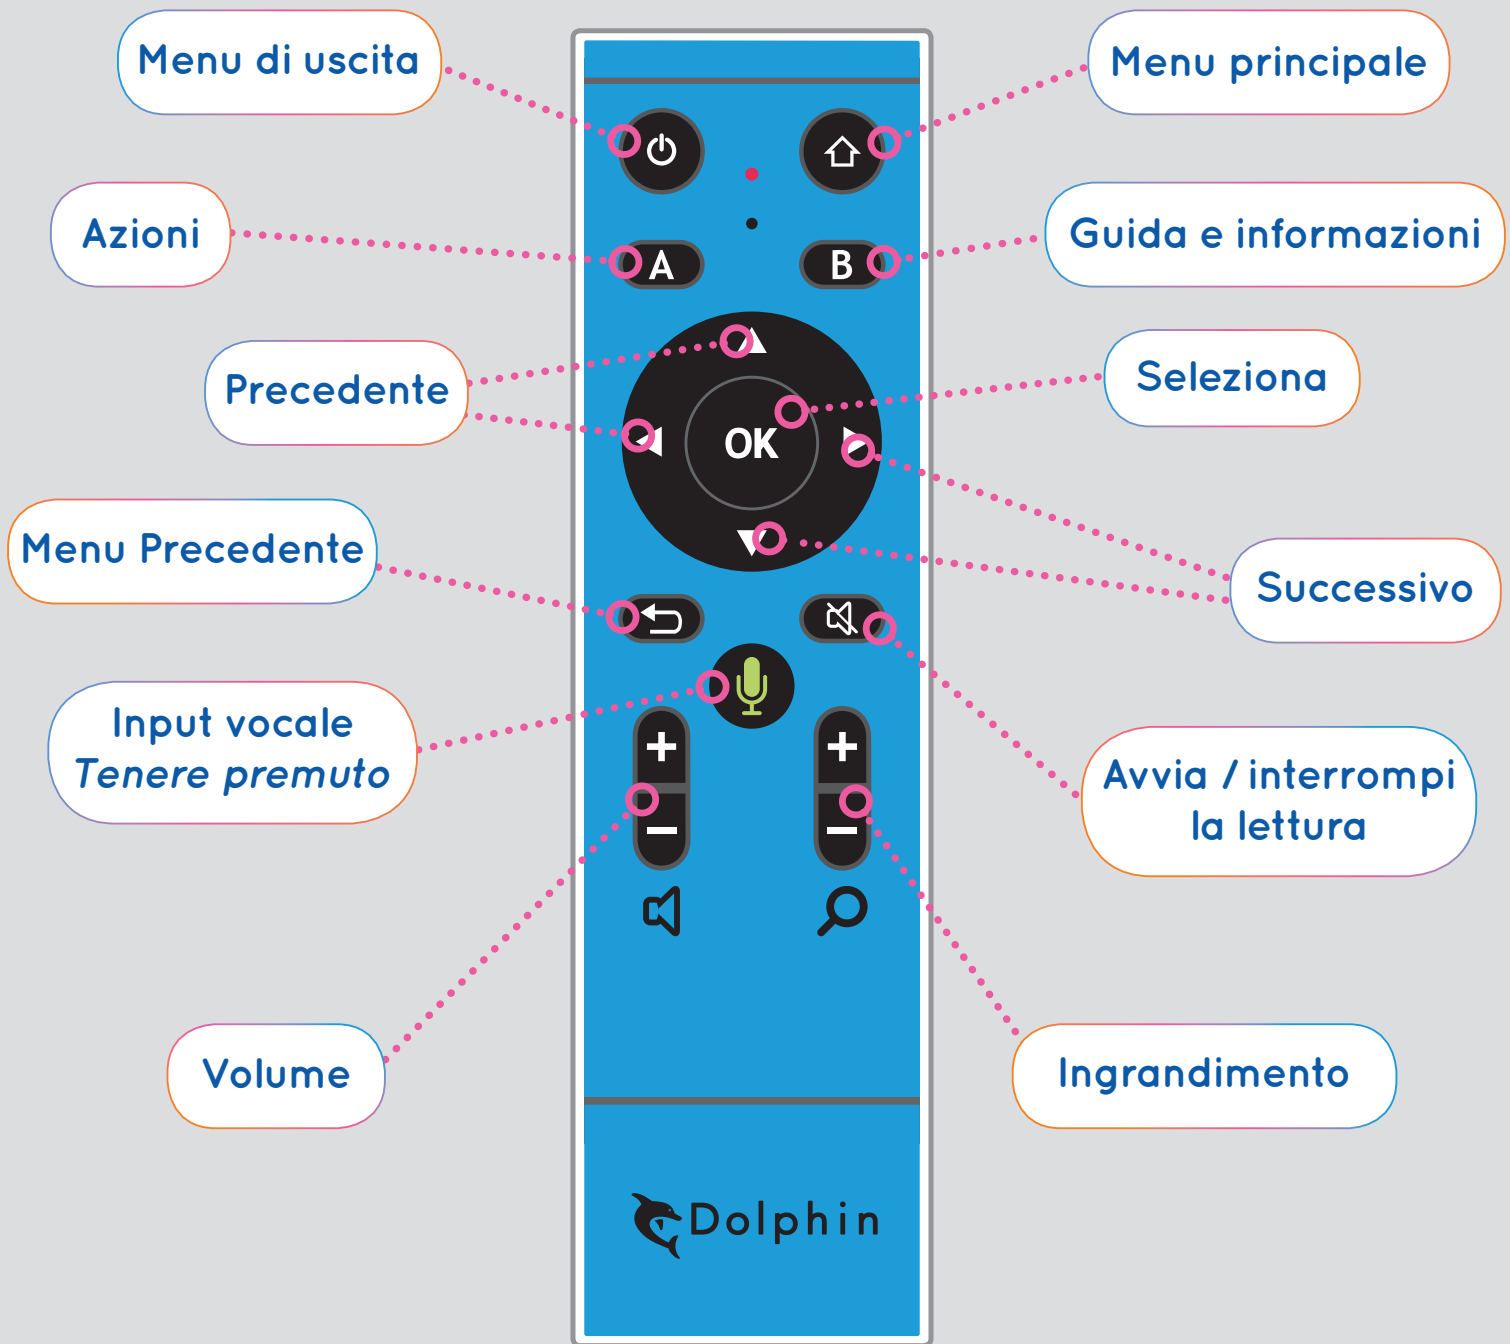 Menu di uscita
Menu principale
Azioni
A
B
Guida e informazioni
Precedente
Seleziona
OK
Menu Precedente
Successivo
Input vocale
Tenere premuto
+
+
Avvia / interrompi
la lettura
−
−
Volume
Ingrandimento
Dolphin